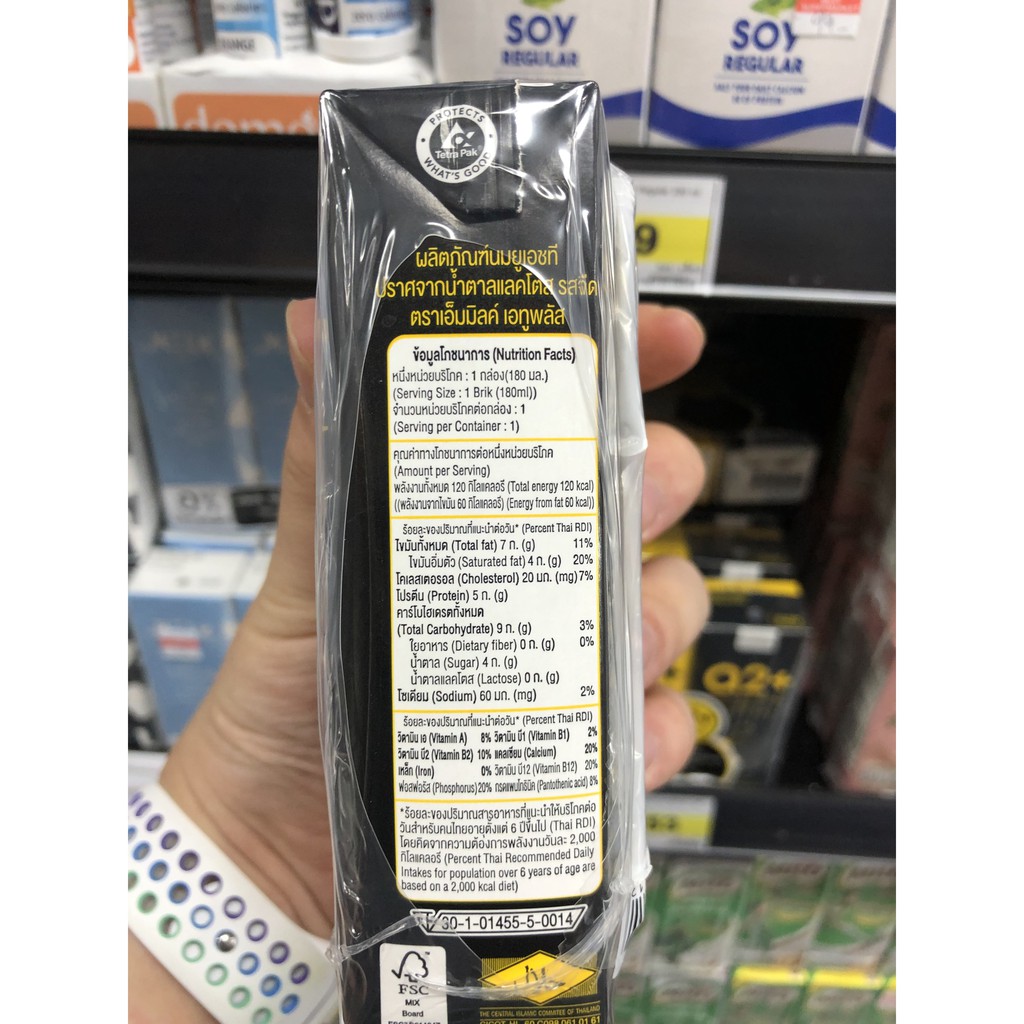 SOY
REGULAR
SOY
REGULAR
PROTECTS
Tetra Pak
WHAT'S GOOD
9
ผลิตภัณฑ์นมยูเอชที
ปราศจากน้ำตาลแลคโตส รสจืด
ตราเอ็มมิลค์ เอทูพลัส
ข้อมูลโภชนาการ (Nutrition Facts)
หนึ่งหน่วยบริโภค : 1 กล่อง(180 มล.)
(Serving Size : 1 Brik (180ml))
จำนวนหน่วยบริโภคต่อกล่อง : 1
(Serving per Container : 1)
คุณค่าทางโภชนาการต่อหนึ่งหน่วยบริโภค
(Amount per Serving)
พลังงานทั้งหมด 120 กิโลแคลอรี (Total energy 120 kcal)
((พลังงานจากไขมัน 60 กิโลแคลอรี) (Energy from fat 60 kcal))
ร้อยละของปริมาณที่แนะนำต่อวัน* (Percent Thai RDI)
ไขมันทั้งหมด (Total fat) 7 ก. (g) 11%
ไขมันอิ่มตัว (Saturated fat) 4 ก. (g) 20%
โคเลสเตอรอล (Cholesterol) 20 มก. (mg) 7%
โปรตีน (Protein) 5 ก. (g)
คาร์โบไฮเดรตทั้งหมด
(Total Carbohydrate) 9 ก. (g) 3%
ใยอาหาร (Dietary fiber) 0 ก. (g) 0%
น้ำตาล (Sugar) 4 ก. (g)
น้ำตาลแลคโตส (Lactose) 0 ก. (g)
โซเดียม (Sodium) 60 มก. (mg) 2%
ร้อยละของปริมาณที่แนะนำต่อวัน* (Percent Thai RDI)
วิตามิน เอ (Vitamin A) 8% วิตามิน บี1 (Vitamin B1) 2%
วิตามิน บี2 (Vitamin B2) 10% แคลเซียม (Calcium) 20%
เหล็ก (Iron) 0% วิตามิน บี12 (Vitamin B12) 20%
ฟอสฟอรัส (Phosphorus) 20% กรดแพนโทธินิค (Pantothenic acid) 8%
*ร้อยละของปริมาณสารอาหารที่แนะนำให้บริโภคต่อ
วันสำหรับคนไทยอายุตั้งแต่ 6 ปีขึ้นไป (Thai RDI)
โดยคิดจากความต้องการพลังงานวันละ 2,000
กิโลแคลอรี (Percent Thai Recommended Daily
Intakes for population over 6 years of age are
based on a 2,000 kcal diet)
30-1-01455-5-0014
FSC
MIX
Board
THE CENTRAL ISLAMIC COMMITTEE OF THAILAND
a2+